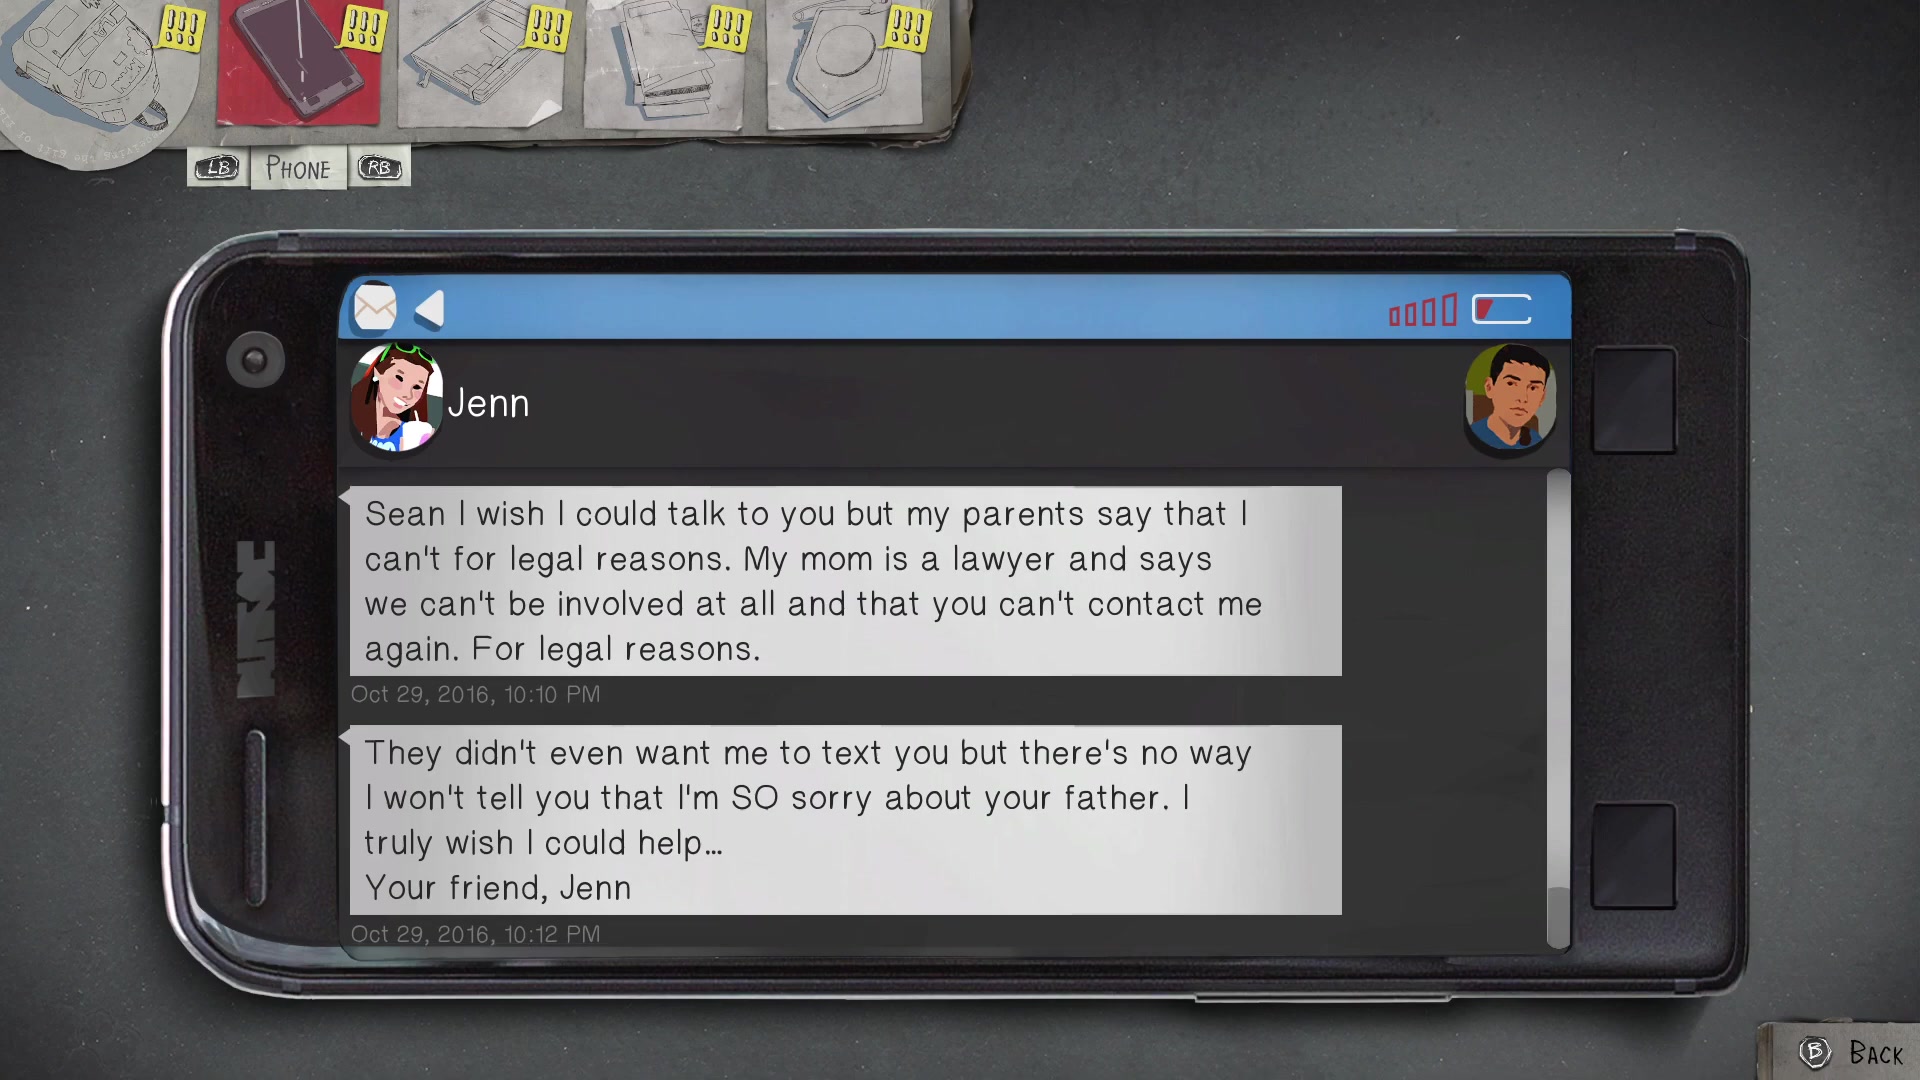 !!!
!!!
!!!
!!!
!!!
LB
PHONE
RB
Jenn
Sean I wish I could talk to you but my parents say that I
can't for legal reasons. My mom is a lawyer and says
we can't be involved at all and that you can't contact me
again. For legal reasons.
Oct 29, 2016, 10:10 PM
They didn't even want me to text you but there's no way
I won't tell you that I'm SO sorry about your father. I
truly wish I could help...
Your friend, Jenn
Oct 29, 2016, 10:12 PM
B BACK